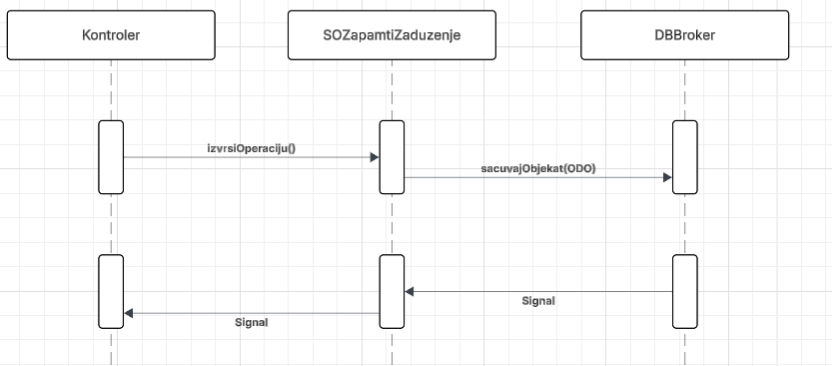 Kontroler
SOZapamtiZaduzenje
DBBroker
izvrsiOperaciju()
sacuvajObjekat(ODO)
Signal
Signal